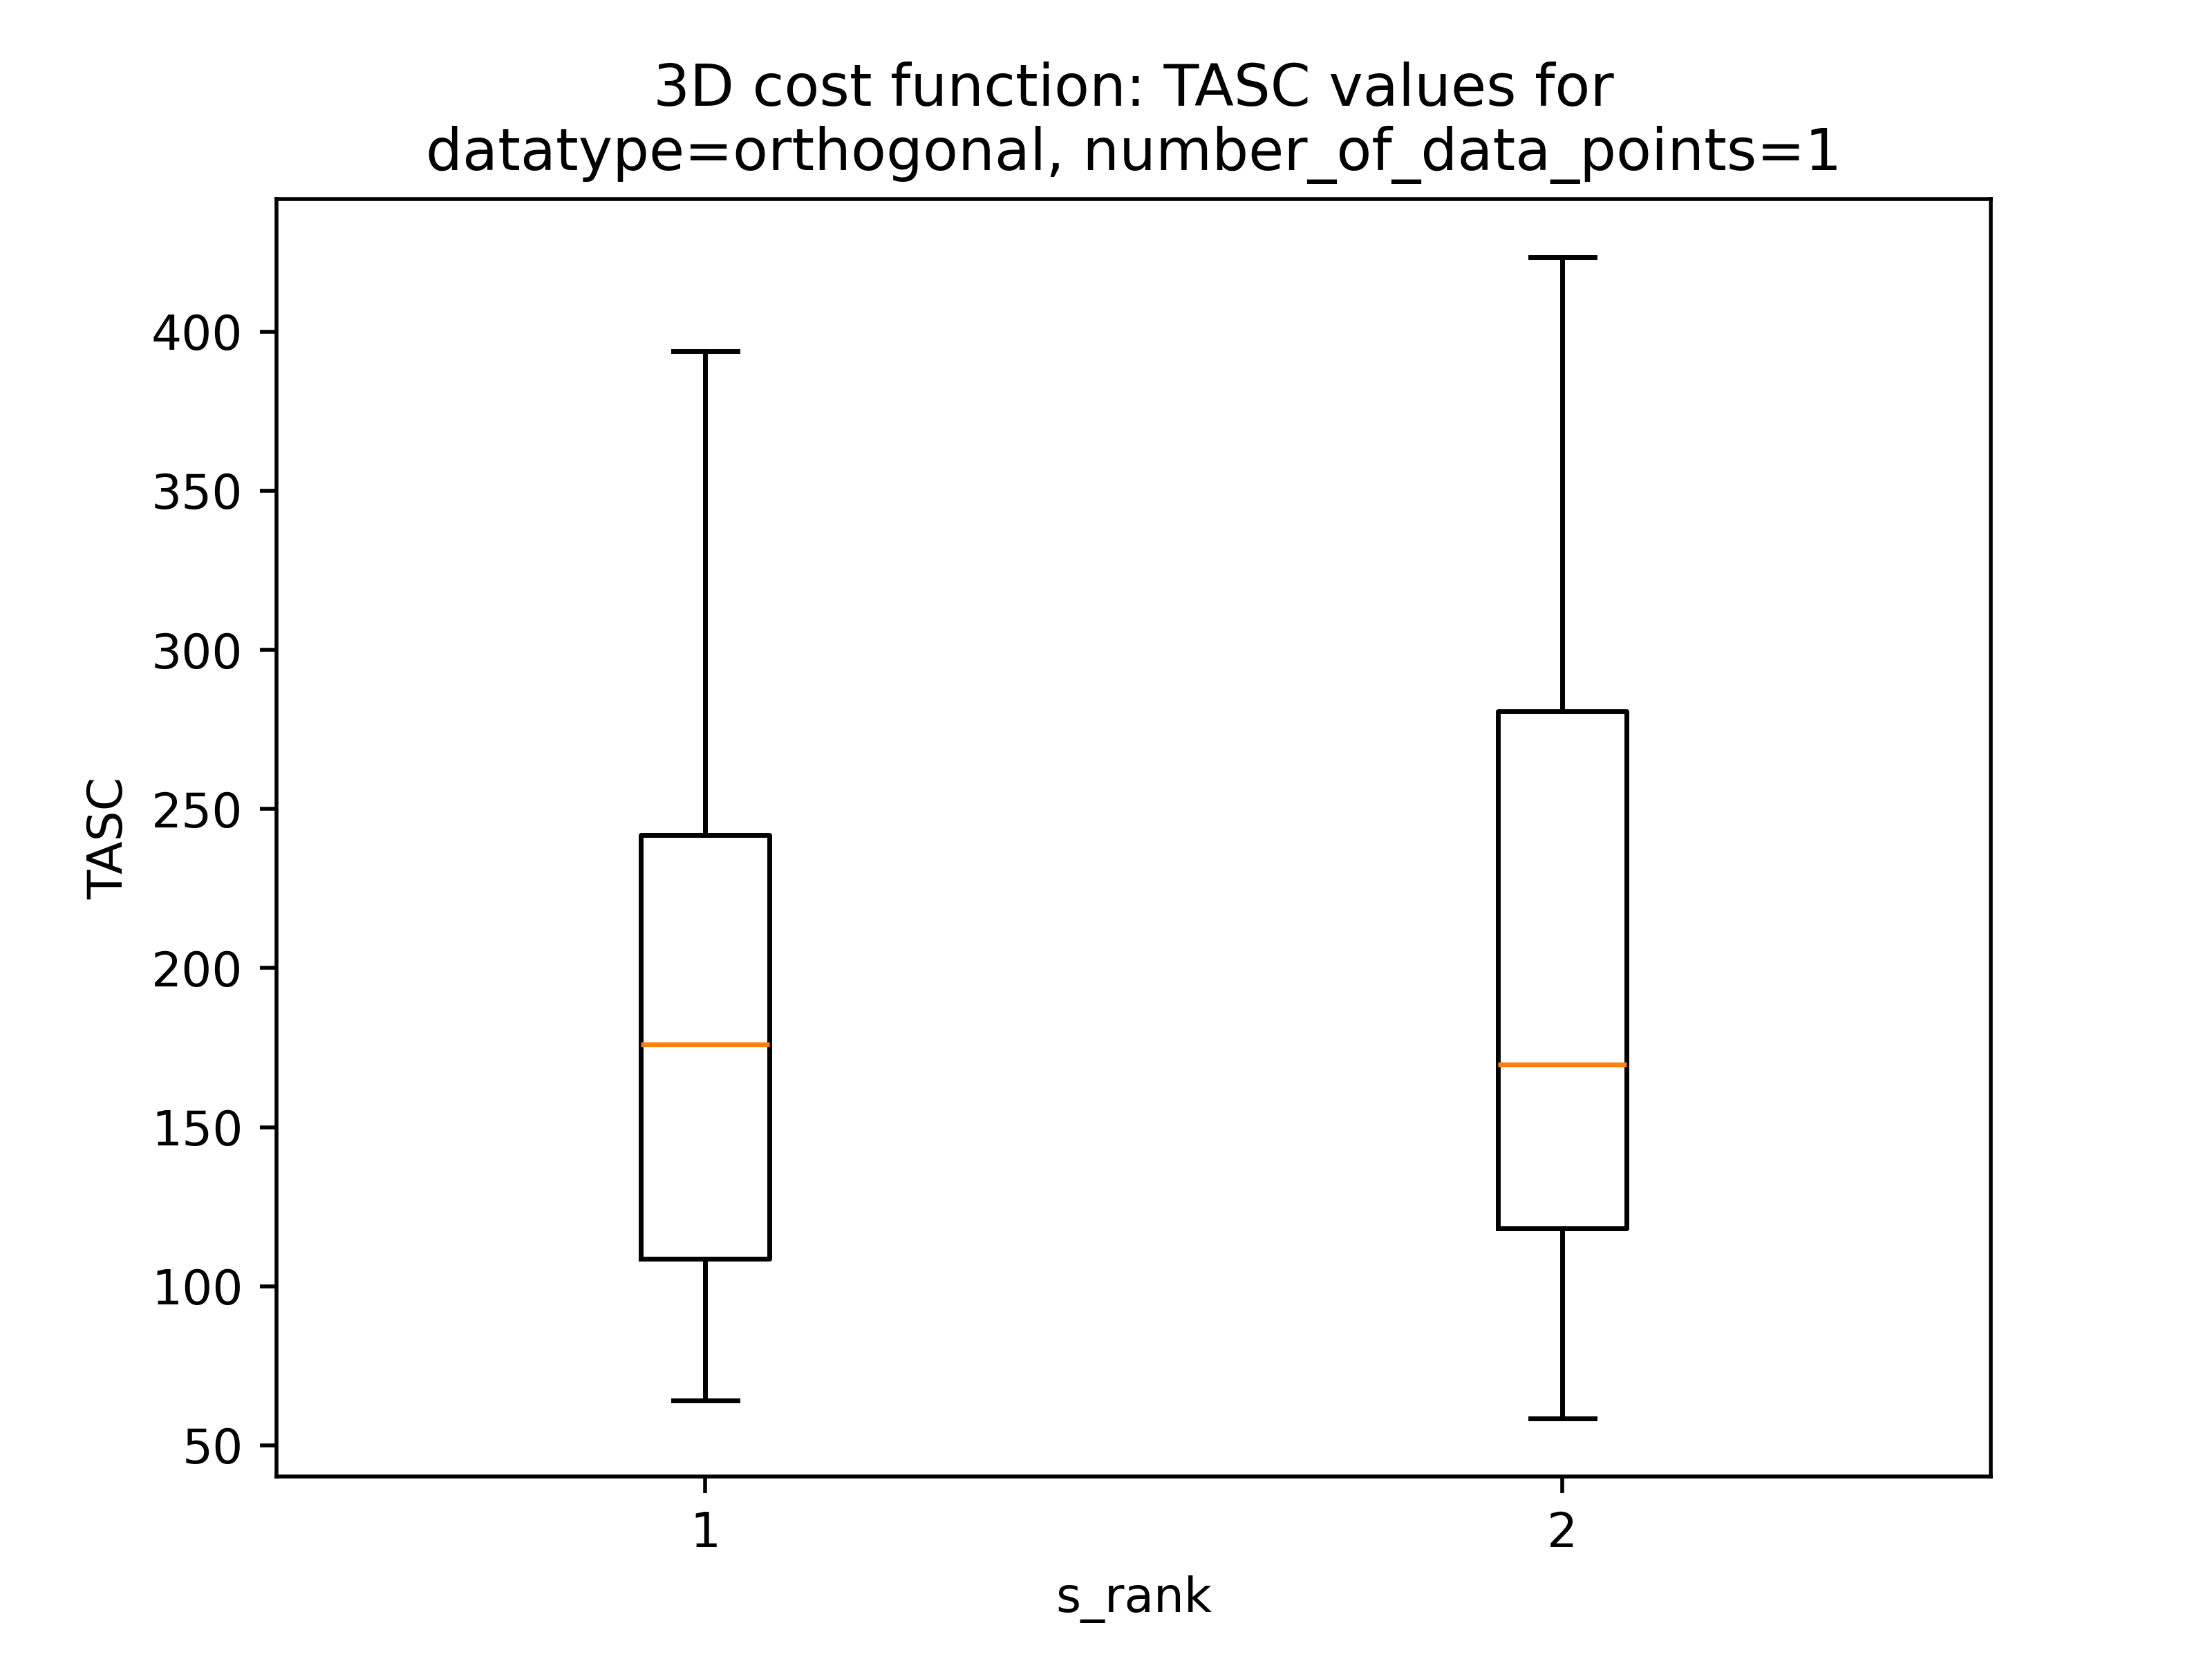 3D cost function: TASC values for
datatype=orthogonal, number_of_data_points=1
TASC
400
350
300
250
200
150
100
50
1
2
s_rank